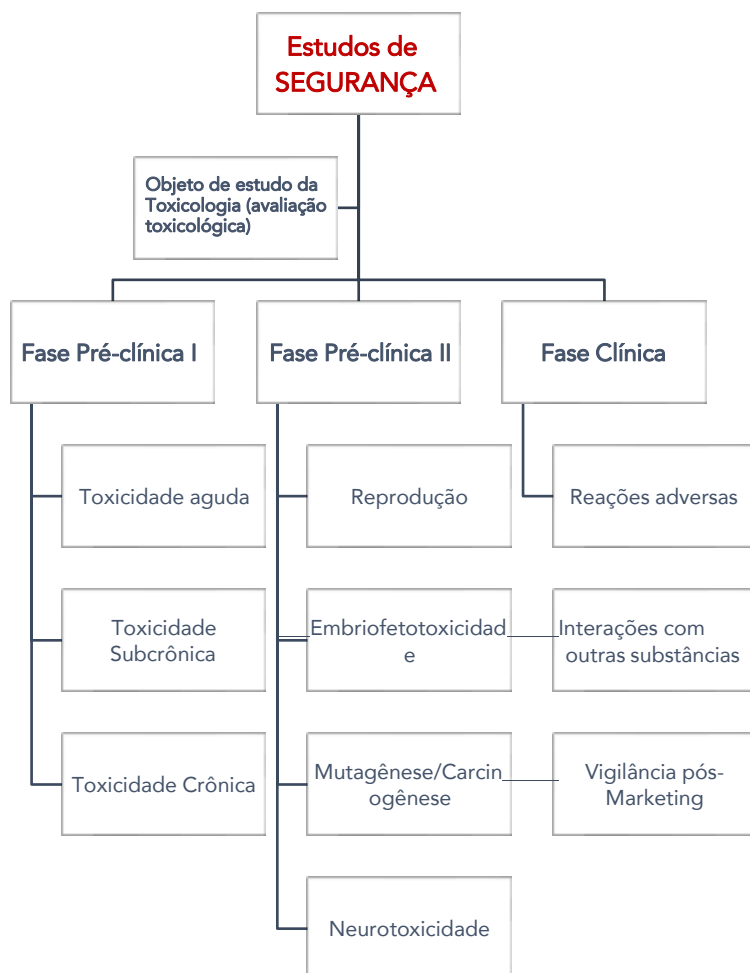 Estudos de
SEGURANÇA
Objeto de estudo da
Toxicologia (avaliação
toxicológica)
Fase Pré-clínica I
Fase Pré-clínica II
Fase Clínica
Toxicidade aguda
Reprodução
Reações adversas
Toxicidade
Subcrônica
Embriofetotoxicidad
e
Interações com
outras substâncias
Toxicidade Crônica
Mutagênese/Carcin
ogênese
Vigilância pós-
Marketing
Neurotoxicidade